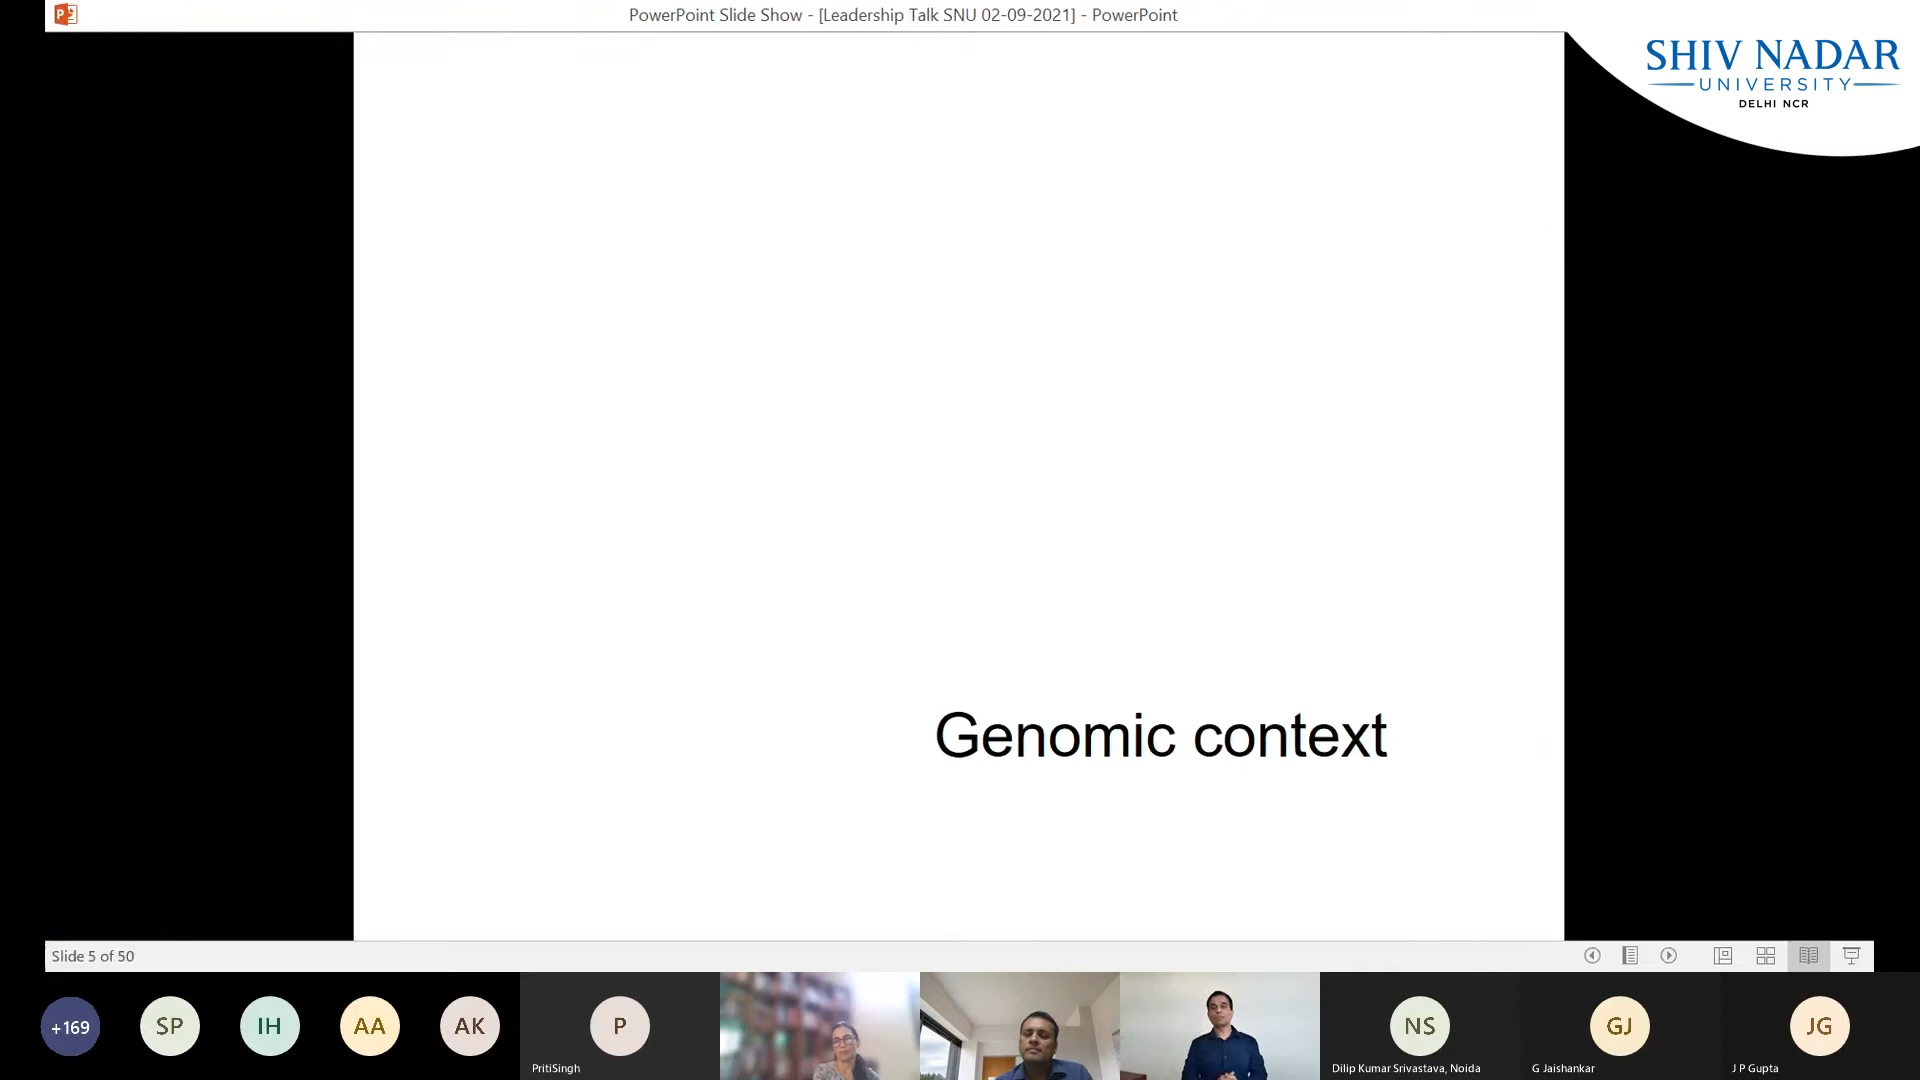 PowerPoint Slide Show - [Leadership Talk SNU 02-09-2021] - PowerPoint
SHIV NADAR
UNIVERSITY
DELHI NCR
Genomic context
Slide 5 of 50
+169
SP
IH
AA
AK
P
PritiSingh
NS
Dilip Kumar Srivastava, Noida
GJ
G Jaishankar
JG
J P Gupta